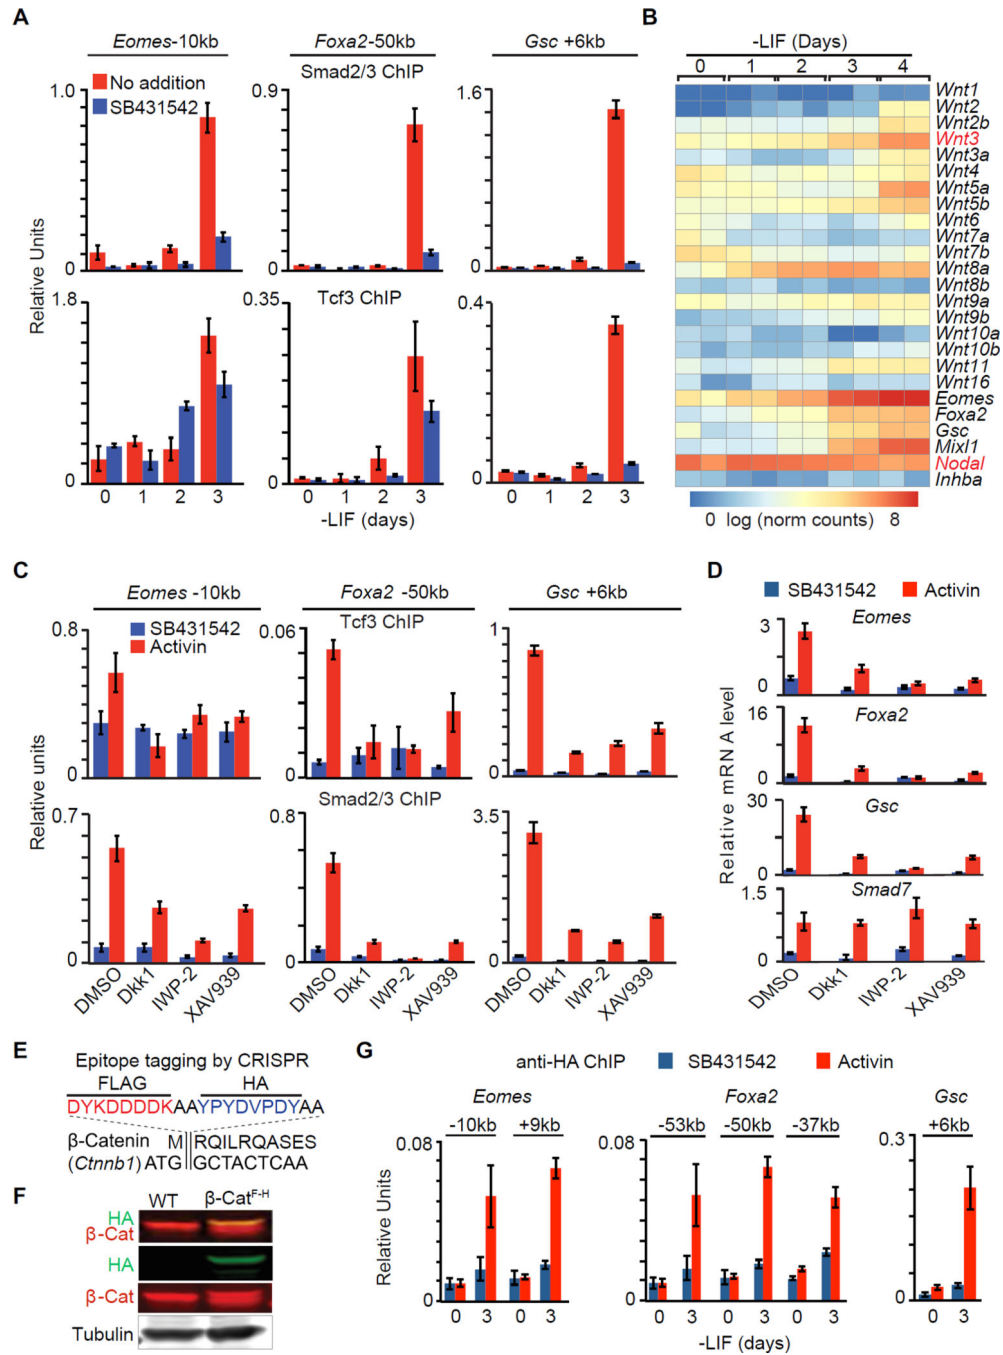 A
Eomes-10kb
Foxa2-50kb
Gsc +6kb
Smad2/3 ChIP
No addition
SB431542
1.0
0
0.9
0
1.6
0
Tcf3 ChIP
1.8
0
0.35
0
0.4
0
Relative Units
0 1 2 3
0 1 2 3
0 1 2 3
-LIF (days)
B
-LIF (Days)
0 1 2 3 4
Wnt1
Wnt2
Wnt2b
Wnt3
Wnt3a
Wnt4
Wnt5a
Wnt5b
Wnt6
Wnt7a
Wnt7b
Wnt8a
Wnt8b
Wnt9a
Wnt9b
Wnt10a
Wnt10b
Wnt11
Wnt16
Eomes
Foxa2
Gsc
Mixl1
Nodal
Inhba
0 log (norm counts) 8
C
Eomes -10kb
Foxa2 -50kb
Gsc +6kb
Tcf3 ChIP
SB431542
Activin
0.8
0
0.06
0
1
0
Smad2/3 ChIP
0.7
0
0.8
0
3.5
0
Relative units
DMSO Dkk1 IWP-2 XAV939
DMSO Dkk1 IWP-2 XAV939
DMSO Dkk1 IWP-2 XAV939
D
SB431542 Activin
Eomes
3
0
Foxa2
16
0
Gsc
30
0
Smad7
1.5
0
Relative mRNA level
DMSO Dkk1 IWP-2 XAV939
E
Epitope tagging by CRISPR
FLAG HA
DYKDDDDKAAYPYDVPDYAA
β-Catenin M RQILRQASES
(Ctnnb1) ATG GCTACTCAA
F
WT β-CatF-H
HA
β-Cat
HA
β-Cat
Tubulin
G
anti-HA ChIP SB431542 Activin
Eomes Foxa2 Gsc
-10kb +9kb -53kb -50kb -37kb +6kb
0.08
0
0.08
0
0.3
0
Relative Units
0 3 0 3 0 3 0 3 0 3 0 3
-LIF (days)